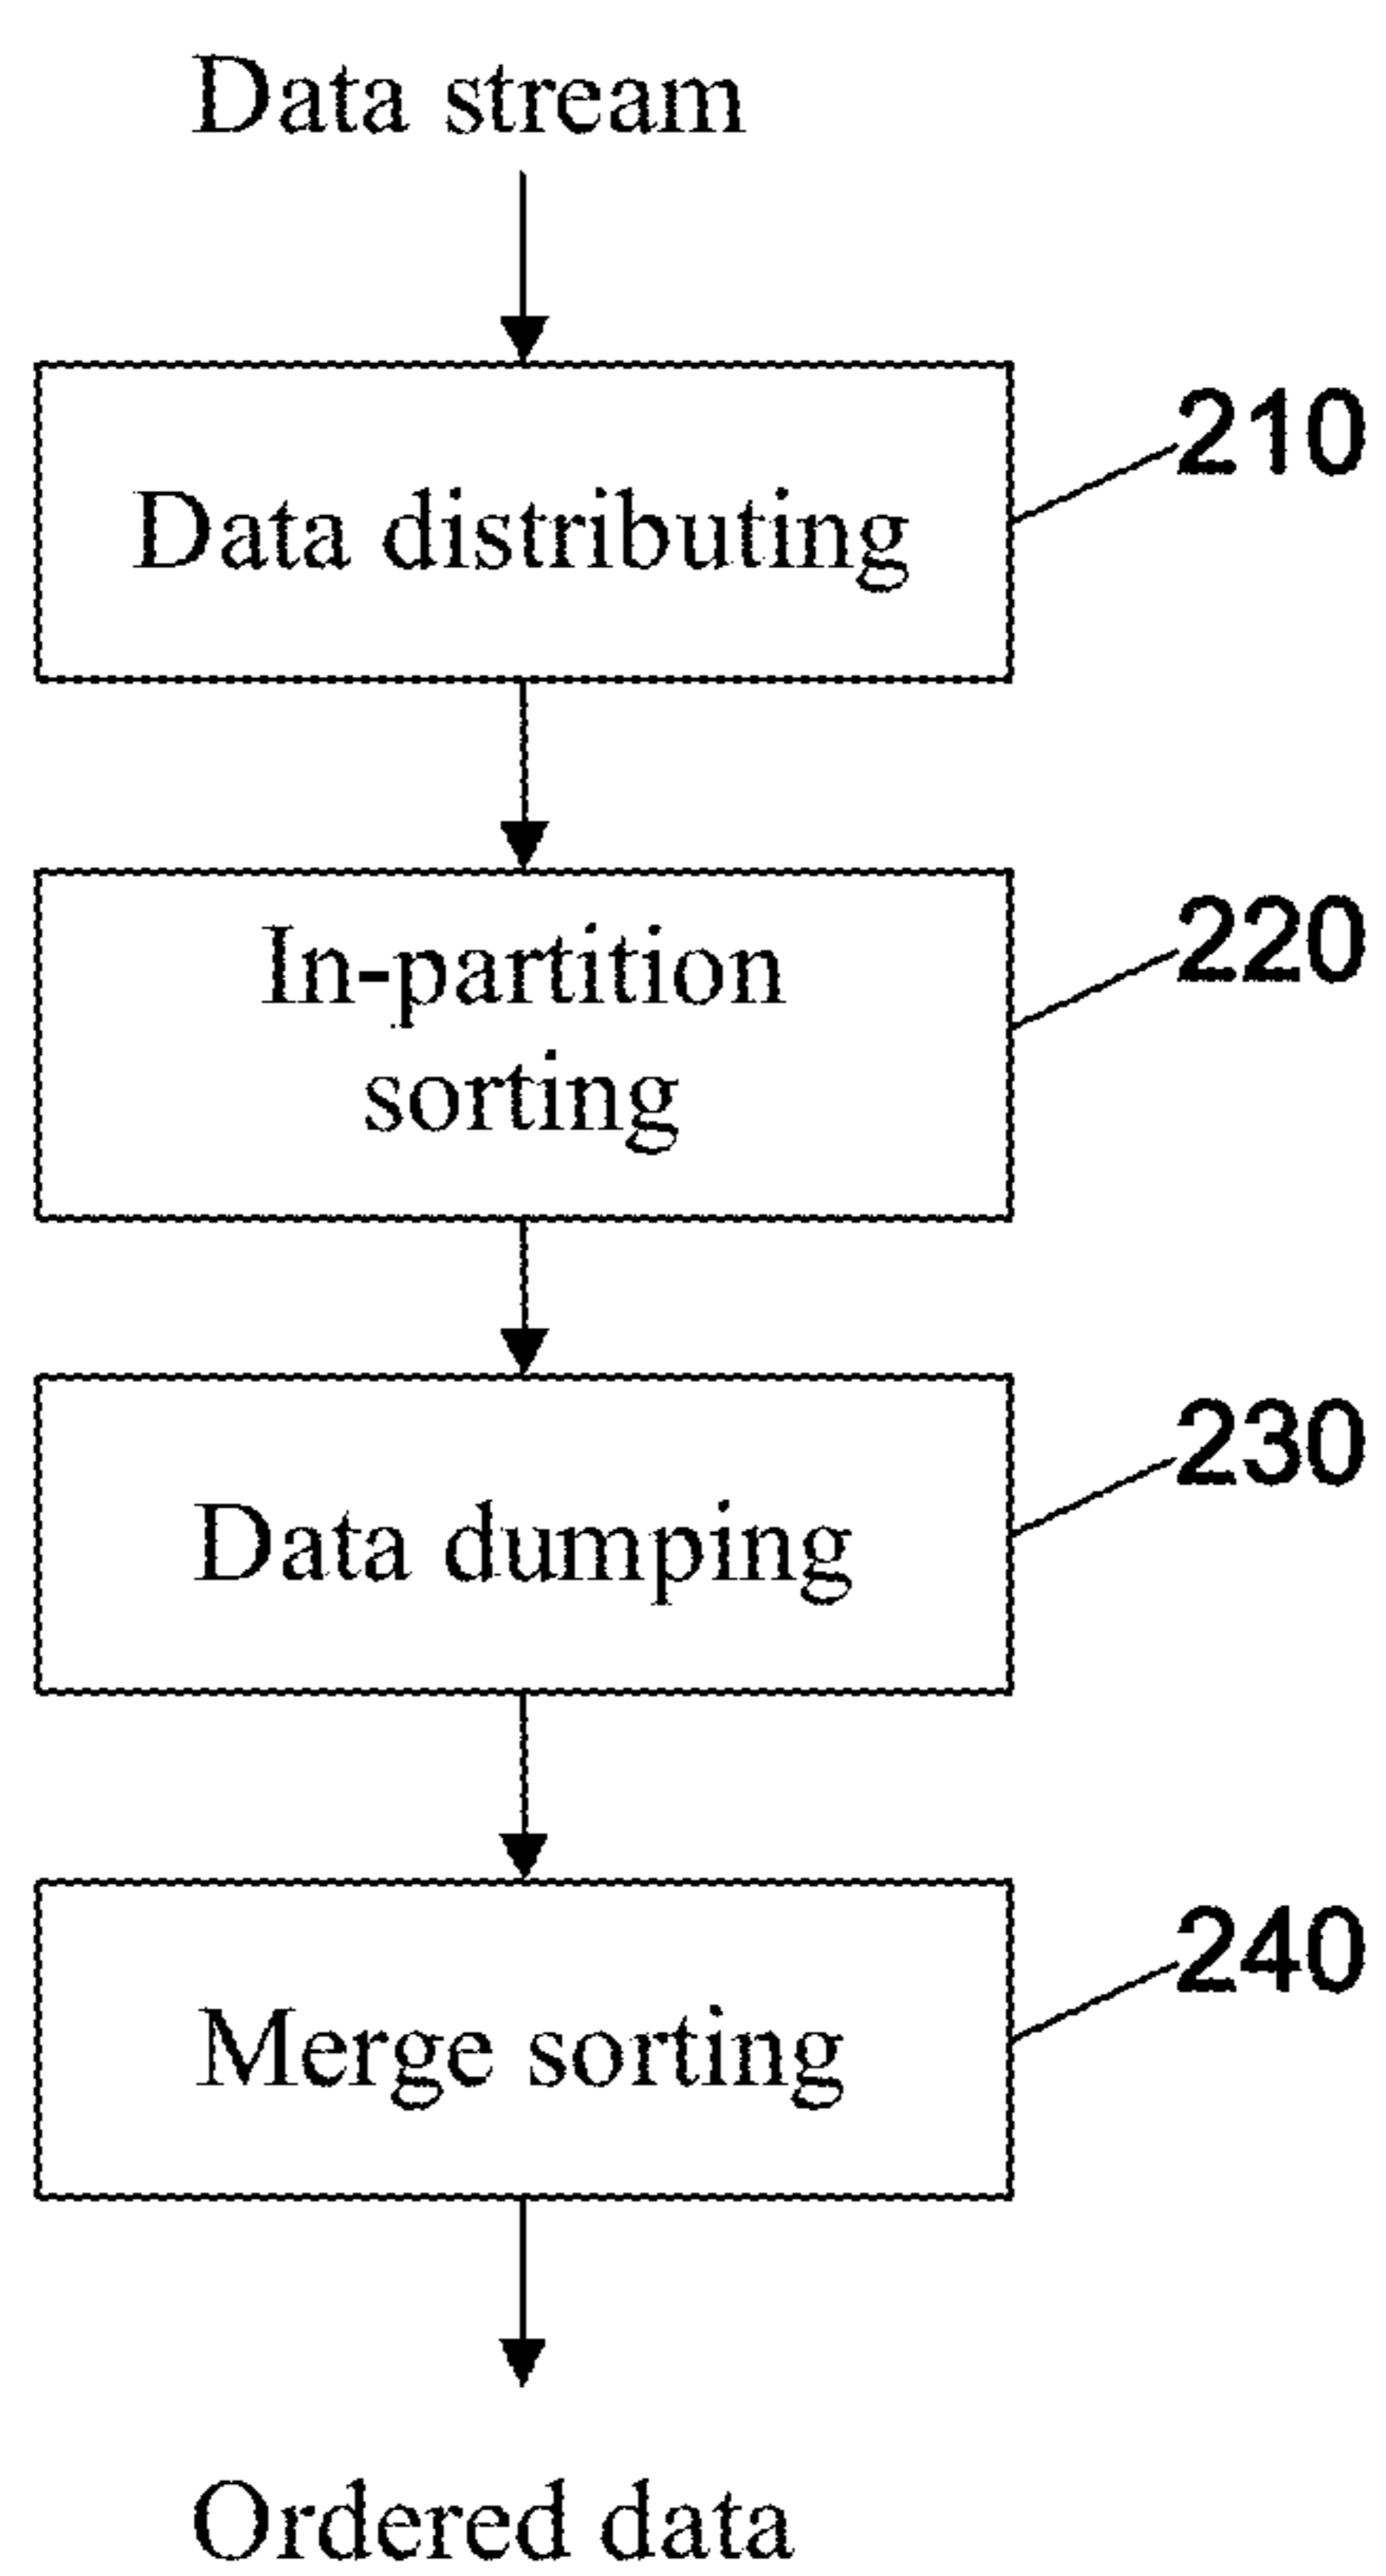 Data stream
210
Data distributing
220
In-partition
sorting
230
Data dumping
240
Merge sorting
Ordered data